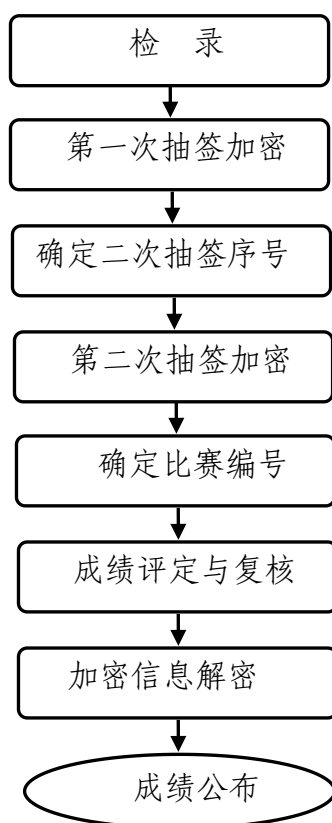 检 录
第一次抽签加密
确定二次抽签序号
第二次抽签加密
确定比赛编号
成绩评定与复核
加密信息解密
成绩公布